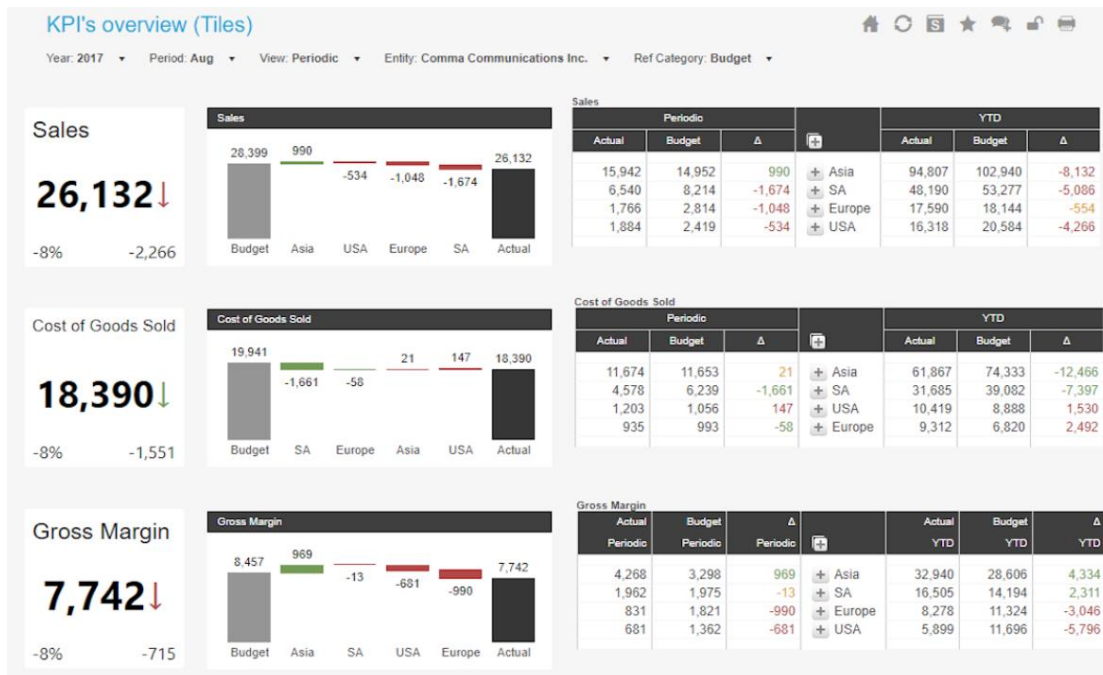 KPI's overview (Tiles)
Year: 2017 Period: Aug View: Periodic Entity: Comma Communications Inc. Ref Category: Budget
Sales
26,132↓
-8% -2,266
Sales
28,399 990 -534 -1,048 -1,674 26,132
Budget Asia USA Europe SA Actual
Sales
Periodic YTD
Actual Budget Δ Actual Budget Δ
15,942 14,952 990 + Asia 94,807 102,940 -8,132
6,540 8,214 -1,674 + SA 48,190 53,277 -5,086
1,766 2,814 -1,048 + Europe 17,590 18,144 -554
1,884 2,419 -534 + USA 16,318 20,584 -4,266
Cost of Goods Sold
18,390↓
-8% -1,551
Cost of Goods Sold
19,941 -1,661 -58 21 147 18,390
Budget SA Europe Asia USA Actual
Cost of Goods Sold
Periodic YTD
Actual Budget Δ Actual Budget Δ
11,674 11,653 21 + Asia 61,867 74,333 -12,466
4,578 6,239 -1,661 + SA 31,685 39,082 -7,397
1,203 1,056 147 + USA 10,419 8,888 1,530
935 993 -58 + Europe 9,312 6,820 2,492
Gross Margin
7,742↓
-8% -715
Gross Margin
8,457 969 -13 -681 -990 7,742
Budget Asia SA USA Europe Actual
Gross Margin
Actual Budget Δ Actual Budget Δ
Periodic Periodic Periodic YTD YTD YTD
4,268 3,298 969 + Asia 32,940 28,606 4,334
1,962 1,975 -13 + SA 16,505 14,194 2,311
831 1,821 -990 + Europe 8,278 11,324 -3,046
681 1,362 -681 + USA 5,899 11,696 -5,796